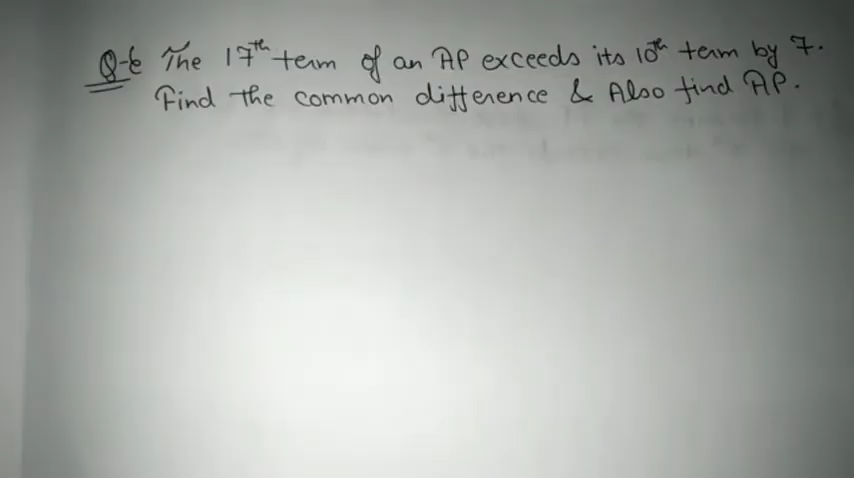 Q-6 The 17th term of an AP exceeds its 10th term by 7.
Find the common difference & Also find AP.